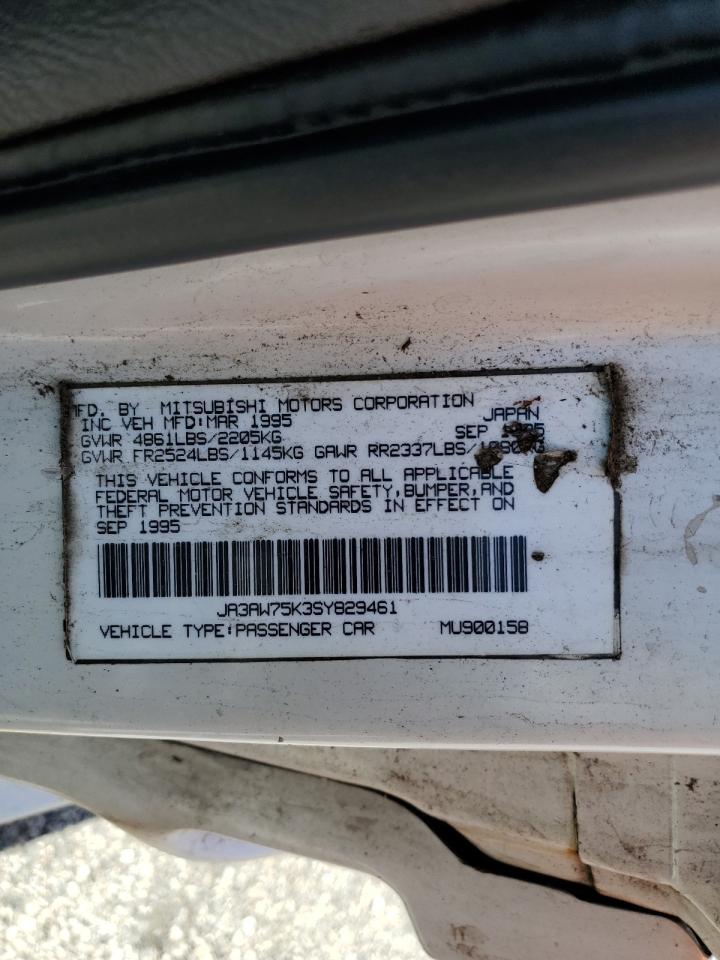 MFD. BY MITSUBISHI MOTORS CORPORATION JAPAN
INC VEH MFD:MAR 1995 SEP 1995
GVWR 4861LBS/2205KG
GAWR FR2524LBS/1145KG GAWR RR2337LBS/
THIS VEHICLE CONFORMS TO ALL APPLICABLE
FEDERAL MOTOR VEHICLE SAFETY,BUMPER,AND
THEFT PREVENTION STANDARDS IN EFFECT ON
SEP 1995
JA3AW75K3SY829461
VEHICLE TYPE:PASSENGER CAR MU900158